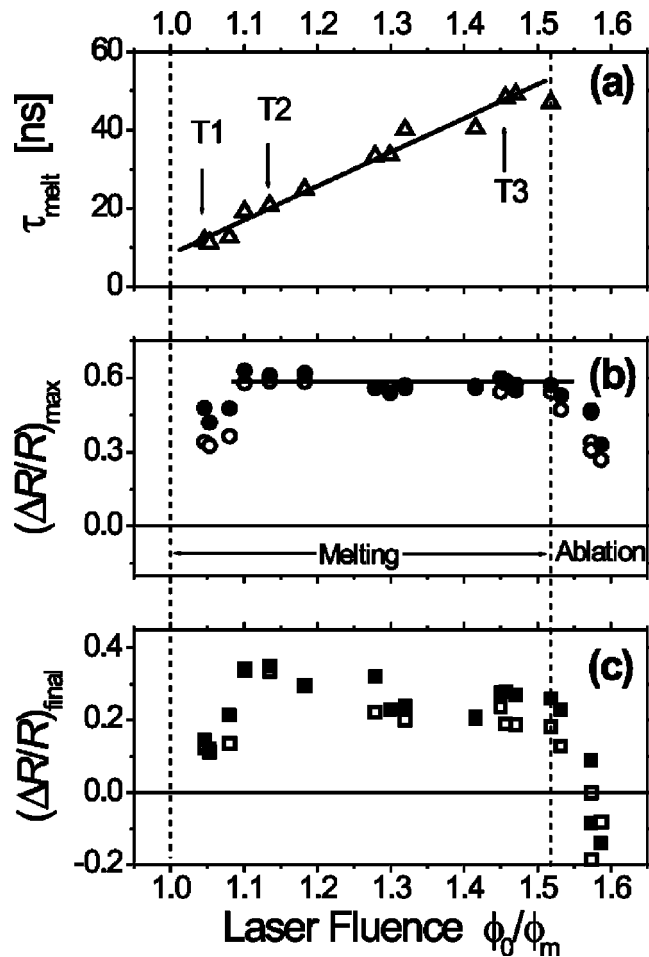 1.0 1.1 1.2 1.3 1.4 1.5 1.6
60
40
20
0
τmelt [ns]
(a)
T1
T2
T3
0.6
0.3
0.0
(ΔR/R)max
(b)
Melting
Ablation
0.4
0.2
0.0
-0.2
(ΔR/R)final
(c)
1.0 1.1 1.2 1.3 1.4 1.5 1.6
Laser Fluence ϕ0/ϕm